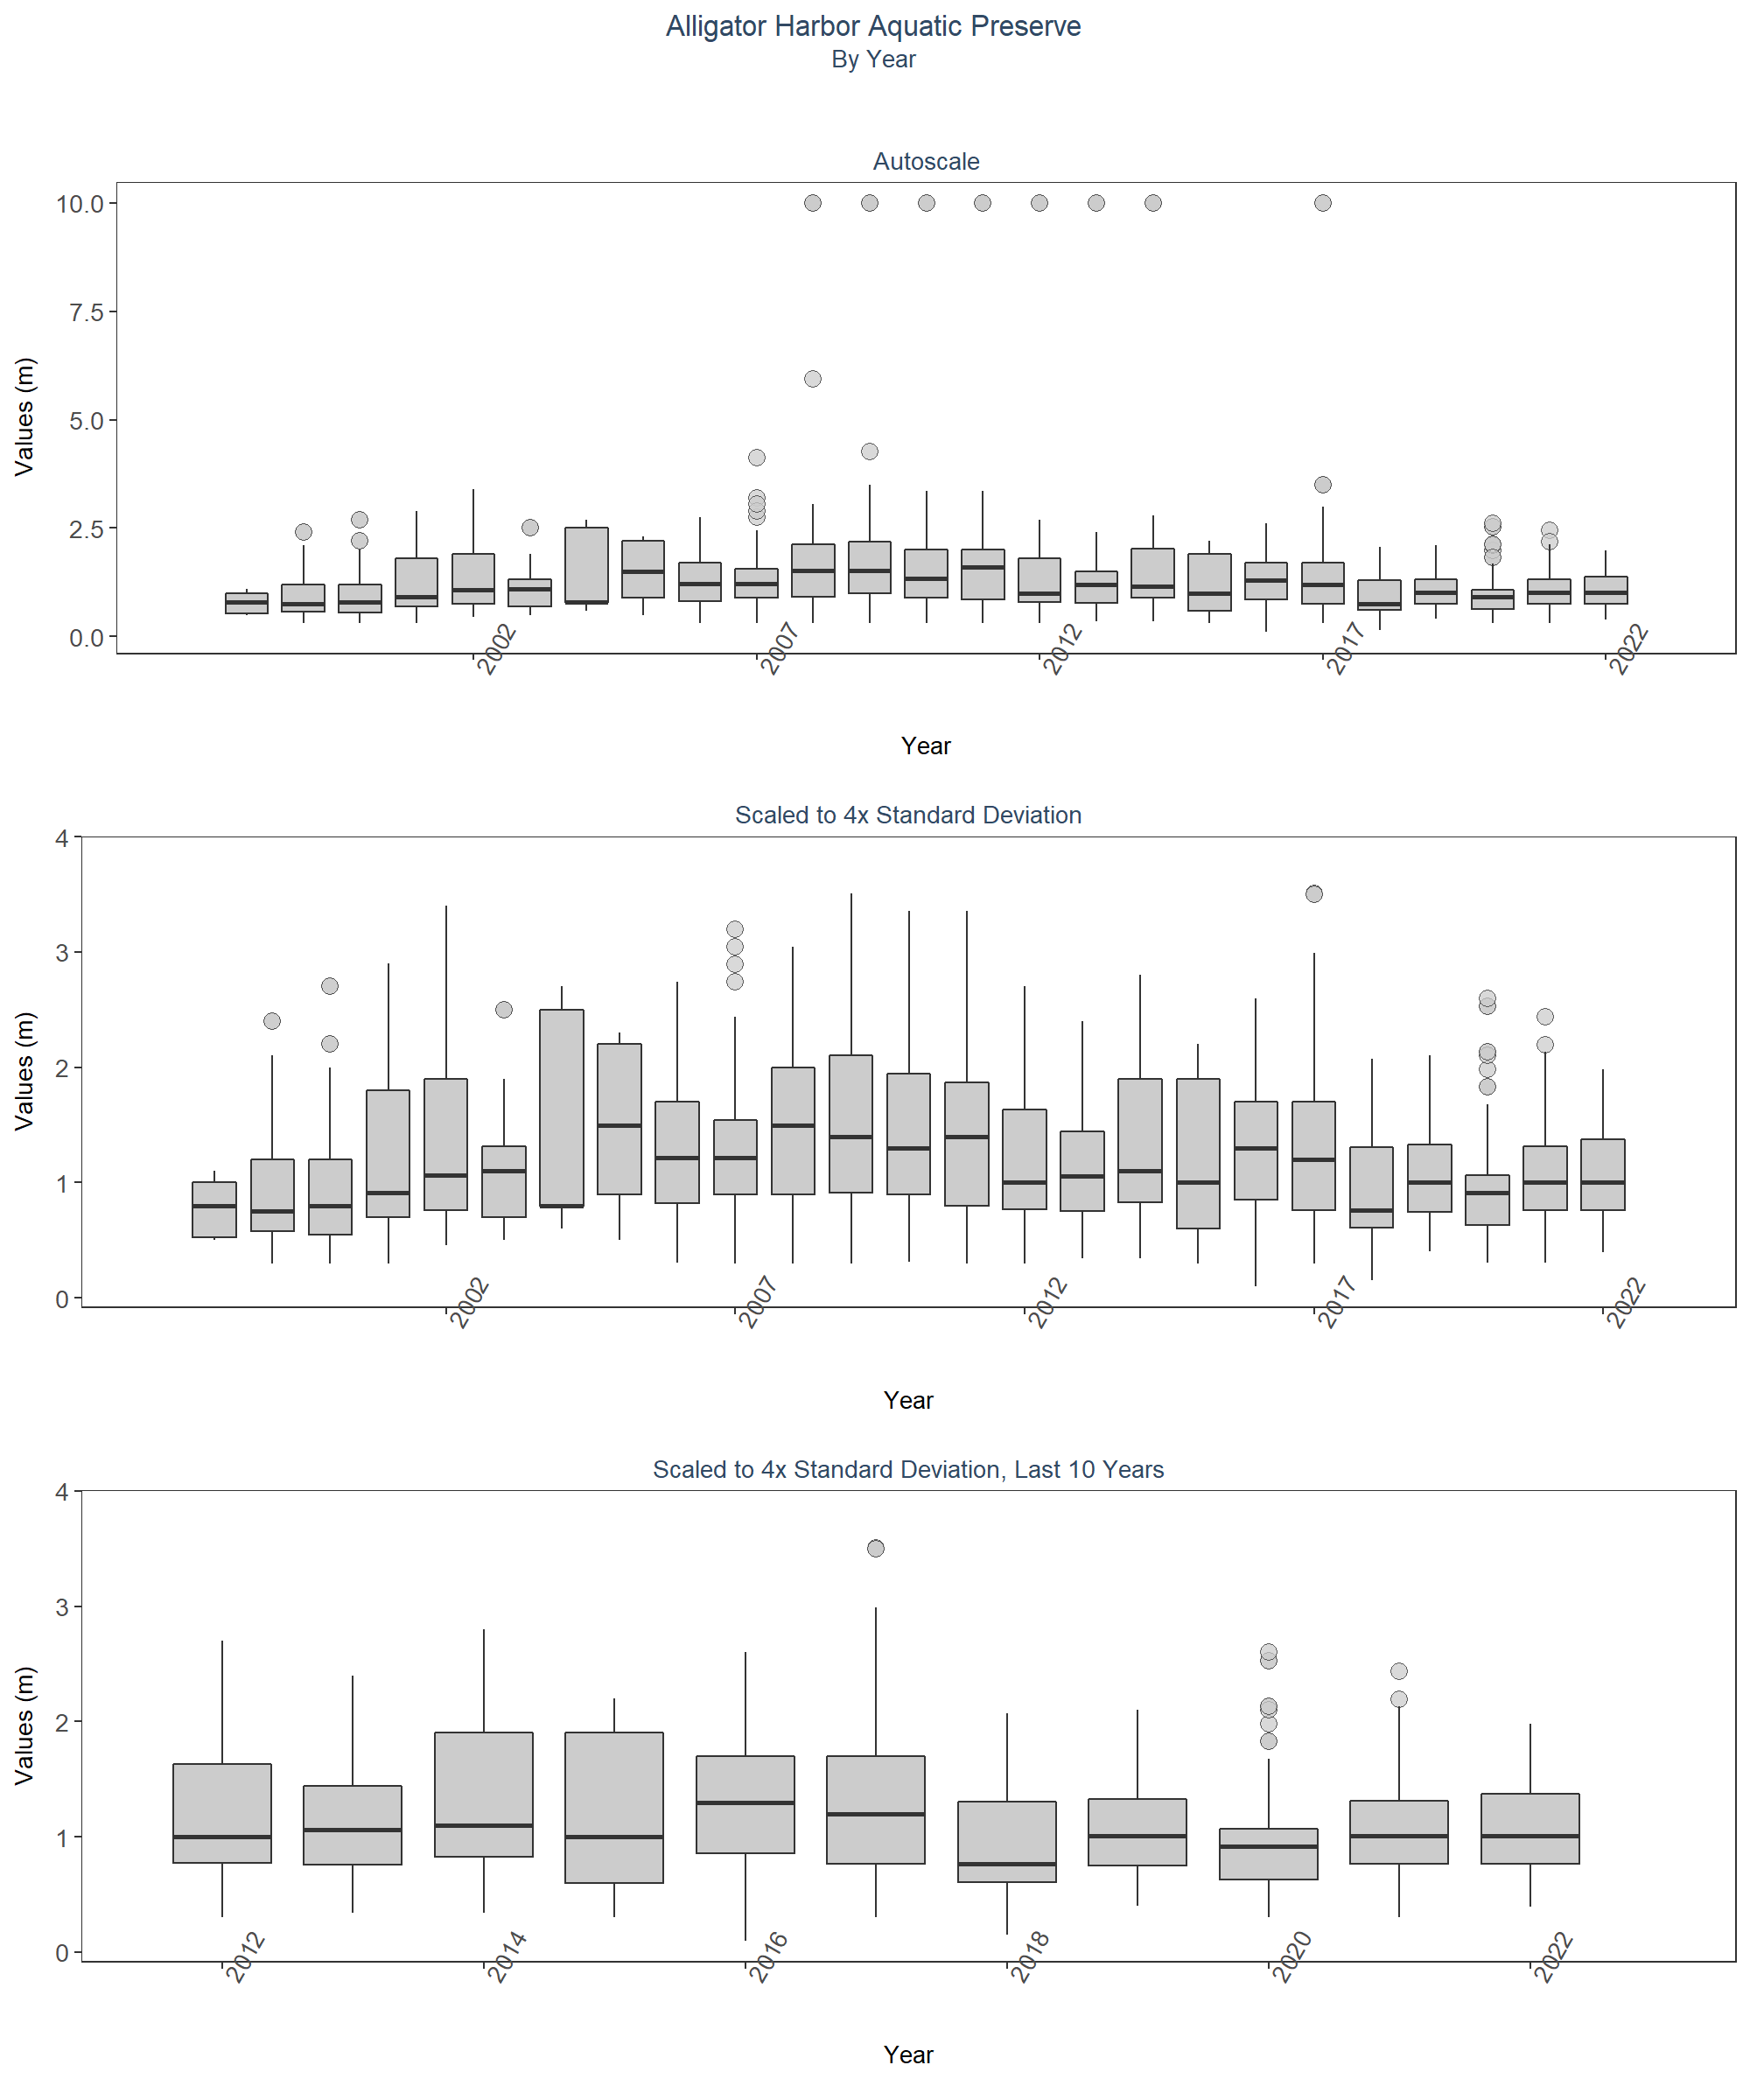 Alligator Harbor Aquatic Preserve
By Year
Autoscale
10.0
7.5
5.0
2.5
0.0
Values (m)
2002
2007
2012
2017
2022
Year
Scaled to 4x Standard Deviation
4
3
2
1
0
Values (m)
2002
2007
2012
2017
2022
Year
Scaled to 4x Standard Deviation, Last 10 Years
4
3
2
1
0
Values (m)
2012
2014
2016
2018
2020
2022
Year